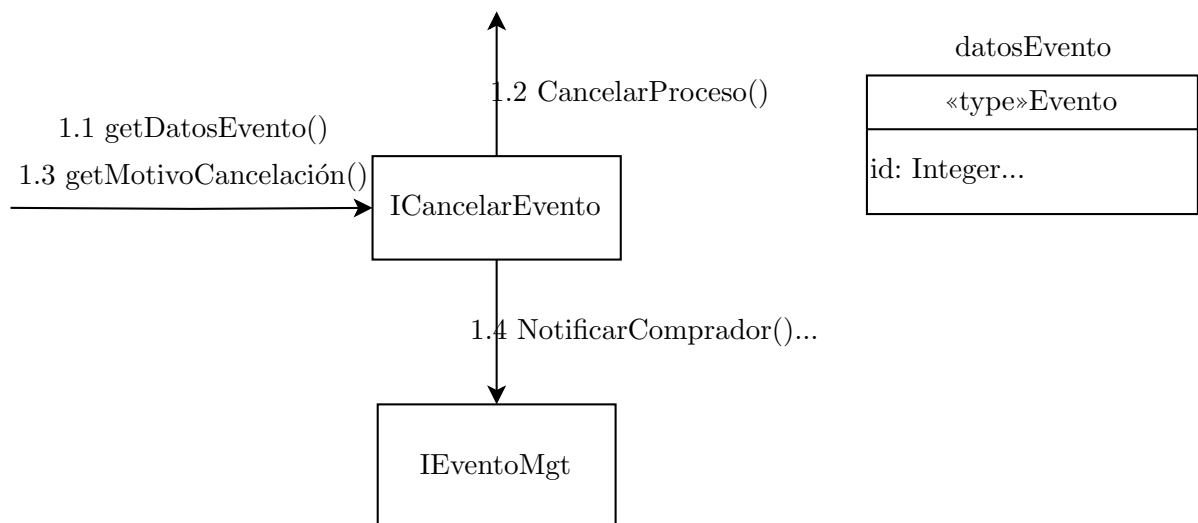 datosEvento
1.2 CancelarProceso()
«type»Evento
1.1 getDatosEvento()
1.3 getMotivoCancelación()
id: Integer...
ICancelarEvento
1.4 NotificarComprador()...
IEventoMgt